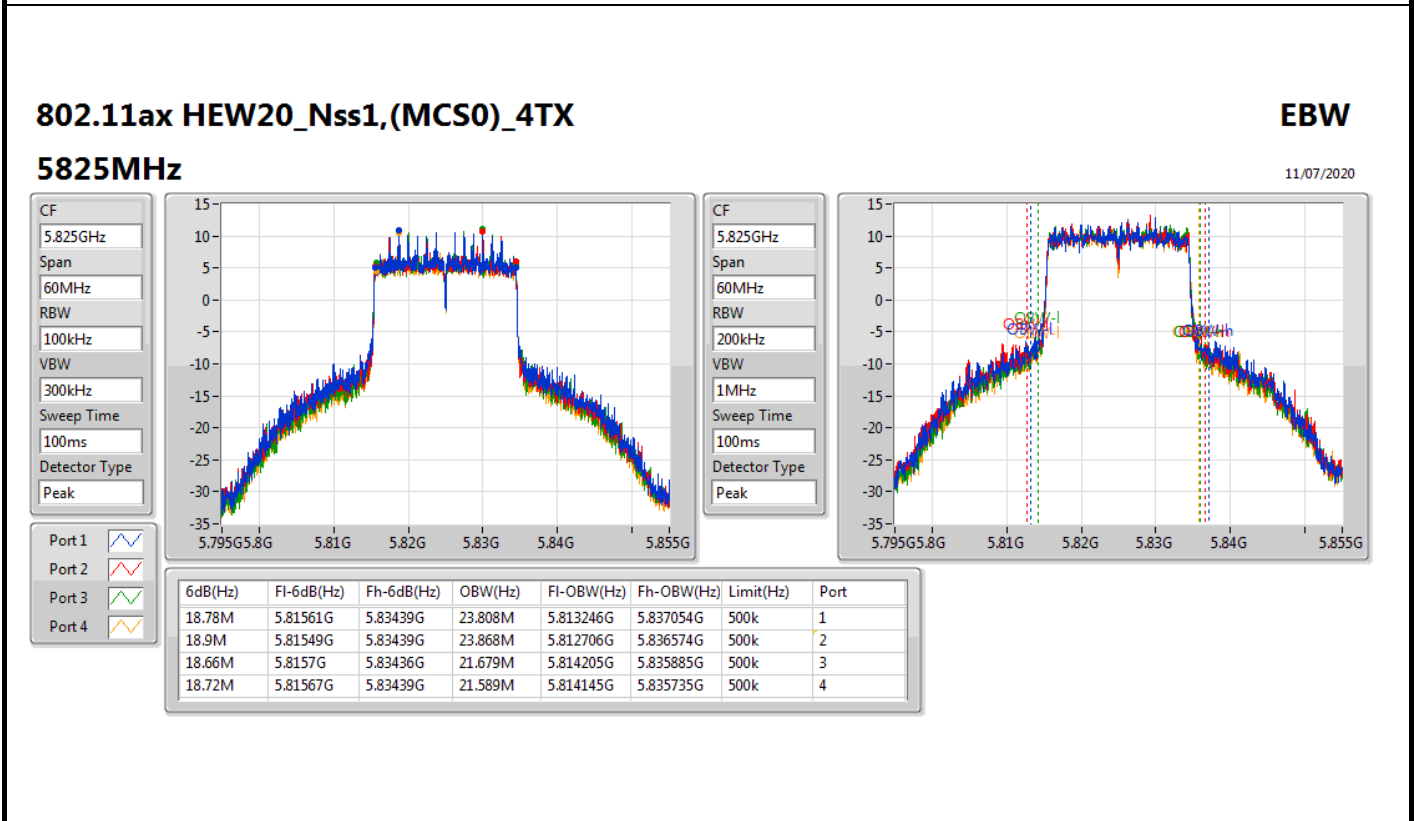 802.11ax HEW20_Nss1,(MCS0)_4TX EBW
5825MHz 11/07/2020
CF
5.825GHz
Span
60MHz
RBW
100kHz
VBW
300kHz
Sweep Time
100ms
Detector Type
Peak
15
10
5
0
-5
-10
-15
-20
-25
-30
-35
5.795G 5.8G 5.81G 5.82G 5.83G 5.84G 5.855G
CF
5.825GHz
Span
60MHz
RBW
200kHz
VBW
1MHz
Sweep Time
100ms
Detector Type
Peak
15
10
5
0
-5
-10
-15
-20
-25
-30
-35
OBW-l
5.795G 5.8G 5.81G 5.82G 5.83G 5.84G 5.855G
Port 1
Port 2
Port 3
Port 4
6dB(Hz) Fl-6dB(Hz) Fh-6dB(Hz) OBW(Hz) Fl-OBW(Hz) Fh-OBW(Hz) Limit(Hz) Port
18.78M 5.81561G 5.83439G 23.808M 5.813246G 5.837054G 500k 1
18.9M 5.81549G 5.83439G 23.868M 5.812706G 5.836574G 500k 2
18.66M 5.8157G 5.83436G 21.679M 5.814205G 5.835885G 500k 3
18.72M 5.81567G 5.83439G 21.589M 5.814145G 5.835735G 500k 4